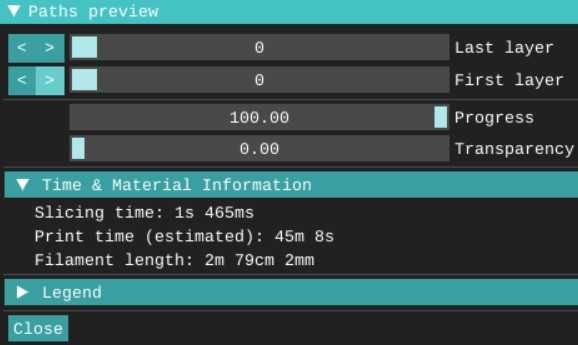 Paths preview
< > 0 Last layer
< > 0 First layer
100.00 Progress
0.00 Transparency
Time & Material Information
Slicing time: 1s 465ms
Print time (estimated): 45m 8s
Filament length: 2m 79cm 2mm
Legend
Close